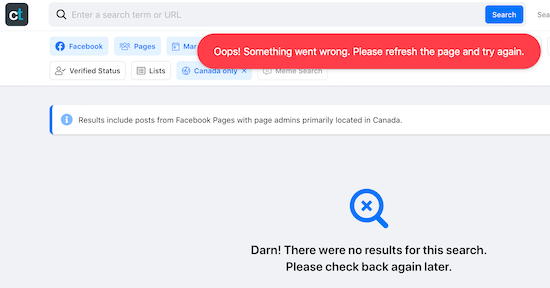 ct
Enter a search term or URL
Search
Sea
Facebook
Pages
Mar
Oops! Something went wrong. Please refresh the page and try again.
Verified Status
Lists
Canada only ×
Meme Search
Results include posts from Facebook Pages with page admins primarily located in Canada.
Darn! There were no results for this search.
Please check back again later.